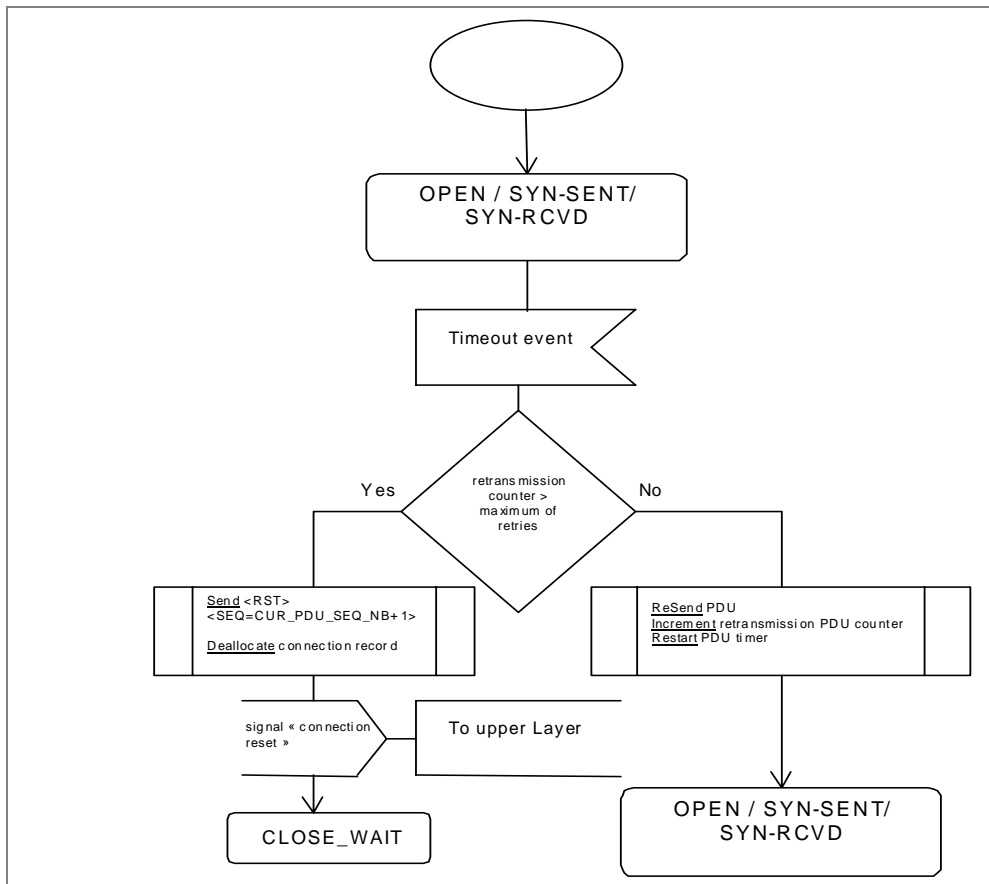 OPEN / SYN-SENT/
SYN-RCVD
Timeout event
Yes
retransmission
counter >
maximum of
retries
No
Send <RST>
<SEQ=CUR_PDU_SEQ_NB+1>
Deallocate connection record
ReSend PDU
Increment retransmission PDU counter
Restart PDU timer
signal « connection
reset »
To upper Layer
CLOSE_WAIT
OPEN / SYN-SENT/
SYN-RCVD